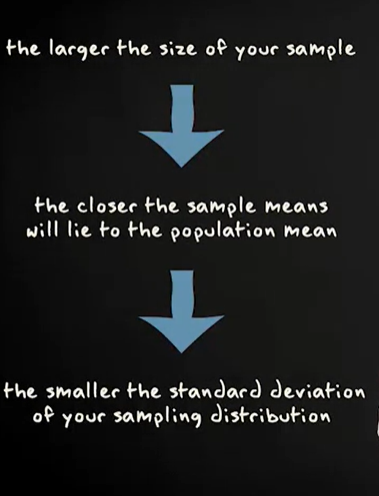 the larger the size of your sample
the closer the sample means
will lie to the population mean
the smaller the standard deviation
of your sampling distribution